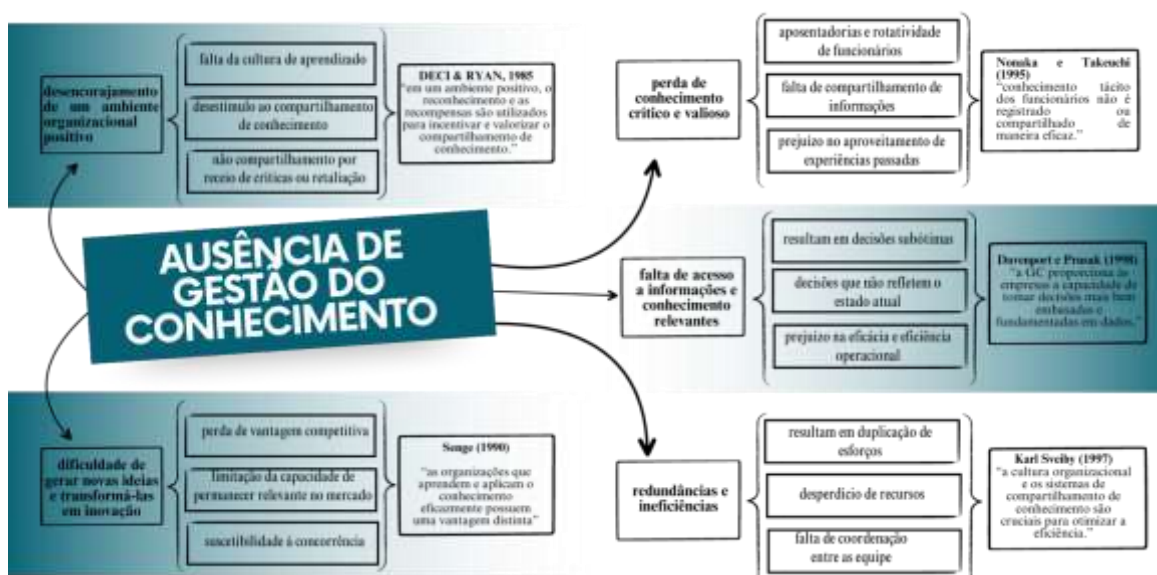 desencorajamento
de um ambiente
organizacional
positivo
falta da cultura de aprendizado
desestímulo ao compartilhamento
de conhecimento
não compartilhamento por
receio de críticas ou retaliação
DECI & RYAN, 1985
“em um ambiente positivo, o
reconhecimento e as
recompensas são utilizados
para incentivar e valorizar o
compartilhamento de
conhecimento.”
perda de
conhecimento
crítico e valioso
aposentadorias e rotatividade
de funcionários
falta de compartilhamento de
informações
prejuízo no aproveitamento de
experiências passadas
Nonaka e Takeuchi
(1995)
“conhecimento tácito
dos funcionários não é
registrado ou
compartilhado de
maneira eficaz.”
AUSÊNCIA DE
GESTÃO DO
CONHECIMENTO
falta de acesso
a informações e
conhecimento
relevantes
resultam em decisões subótimas
decisões que não refletem o
estado atual
prejuízo na eficácia e eficiência
operacional
Davenport e Prusak (1998)
“a GC proporciona às
empresas a capacidade de
tomar decisões mais bem
embasadas e
fundamentadas em dados.”
dificuldade de
gerar novas ideias
e transformá-las
em inovação
perda de vantagem competitiva
limitação da capacidade de
permanecer relevante no mercado
suscetibilidade à concorrência
Senge (1990)
“as organizações que
aprendem e aplicam o
conhecimento
eficazmente possuem
uma vantagem distinta”
redundâncias e
ineficiências
resultam em duplicação de
esforços
desperdício de recursos
falta de coordenação
entre as equipe
Karl Sveiby (1997)
“a cultura organizacional
e os sistemas de
compartilhamento de
conhecimento são
cruciais para otimizar a
eficiência.”